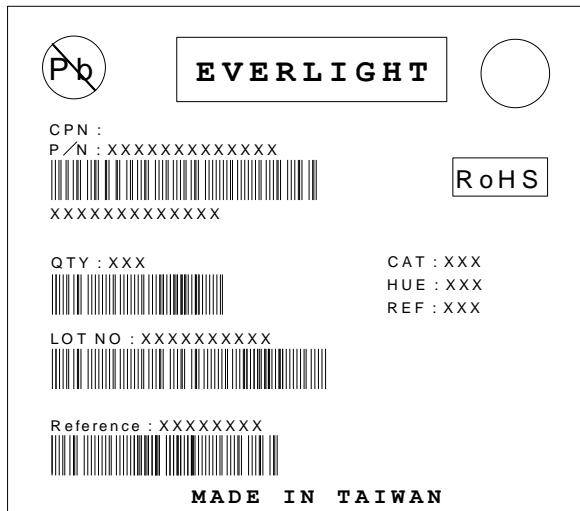 Pb
EVERLIGHT
CPN :
P/N : XXXXXXXXXXXXX
RoHS
XXXXXXXXXXXXX
QTY : XXX
CAT : XXX
HUE : XXX
REF : XXX
LOT NO : XXXXXXXXXX
Reference : XXXXXXXX
MADE IN TAIWAN